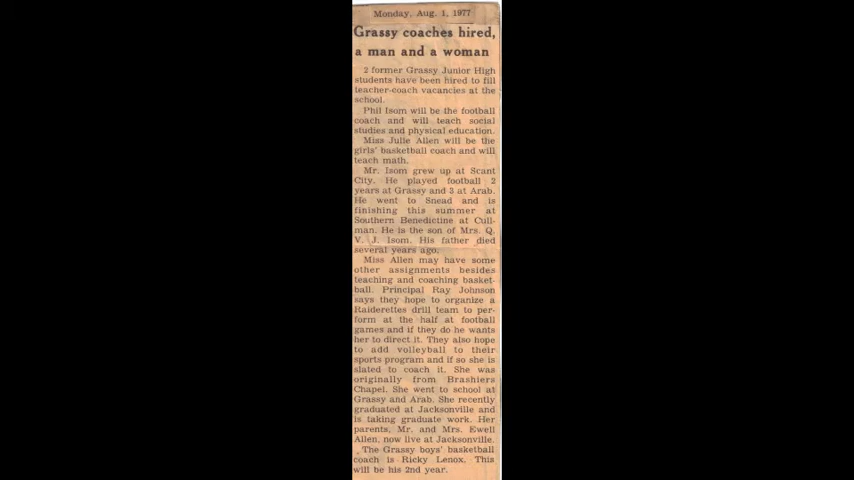 Monday, Aug. 1, 1977
Grassy coaches hired,
a man and a woman
2 former Grassy Junior High
students have been hired to fill
teacher-coach vacancies at the
school.
Phil Isom will be the football
coach and will teach social
studies and physical education.
Miss Julie Allen will be the
girls' basketball coach and will
teach math.
Mr. Isom grew up at Scant
City. He played football 2
years at Grassy and 3 at Arab.
He went to Snead and is
finishing this summer at
Southern Benedictine at Cull-
man. He is the son of Mrs. Q.
V. J. Isom. His father died
several years ago.
Miss Allen may have some
other assignments besides
teaching and coaching basket-
ball. Principal Ray Johnson
says they hope to organize a
Raiderettes drill team to per-
form at the half at football
games and if they do he wants
her to direct it. They also hope
to add volleyball to their
sports program and if so she is
slated to coach it. She was
originally from Brashiers
Chapel. She went to school at
Grassy and Arab. She recently
graduated at Jacksonville and
is taking graduate work. Her
parents, Mr. and Mrs. Ewell
Allen, now live at Jacksonville.
The Grassy boys' basketball
coach is Ricky Lenox. This
will be his 2nd year.